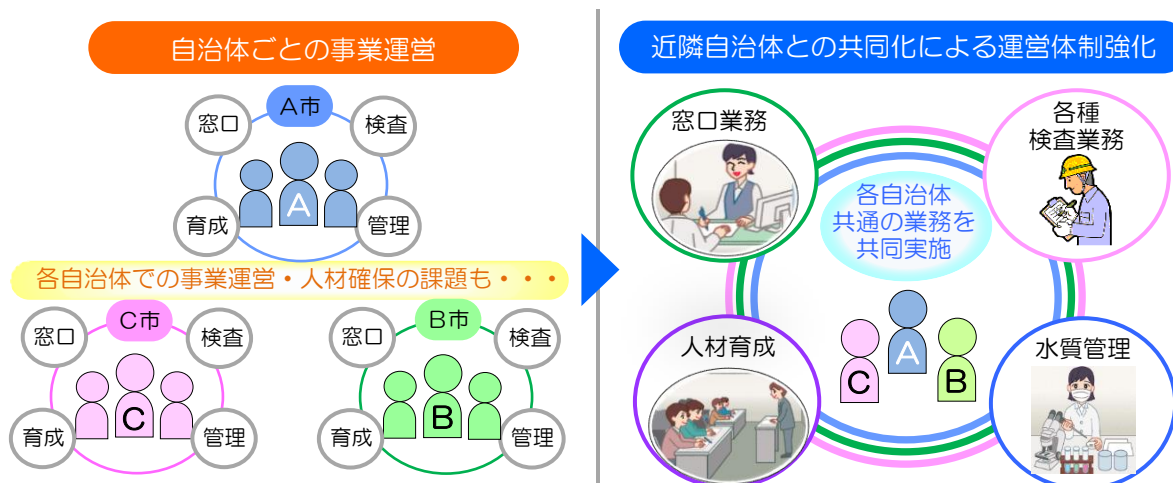 自治体ごとの事業運営
A市
窓口
検査
A
育成
管理
各自治体での事業運営・人材確保の課題も・・・
C市
窓口
検査
C
育成
管理
B市
窓口
検査
B
育成
管理
近隣自治体との共同化による運営体制強化
窓口業務
各種
検査業務
各自治体
共通の業務を
共同実施
人材育成
水質管理
A
C
B